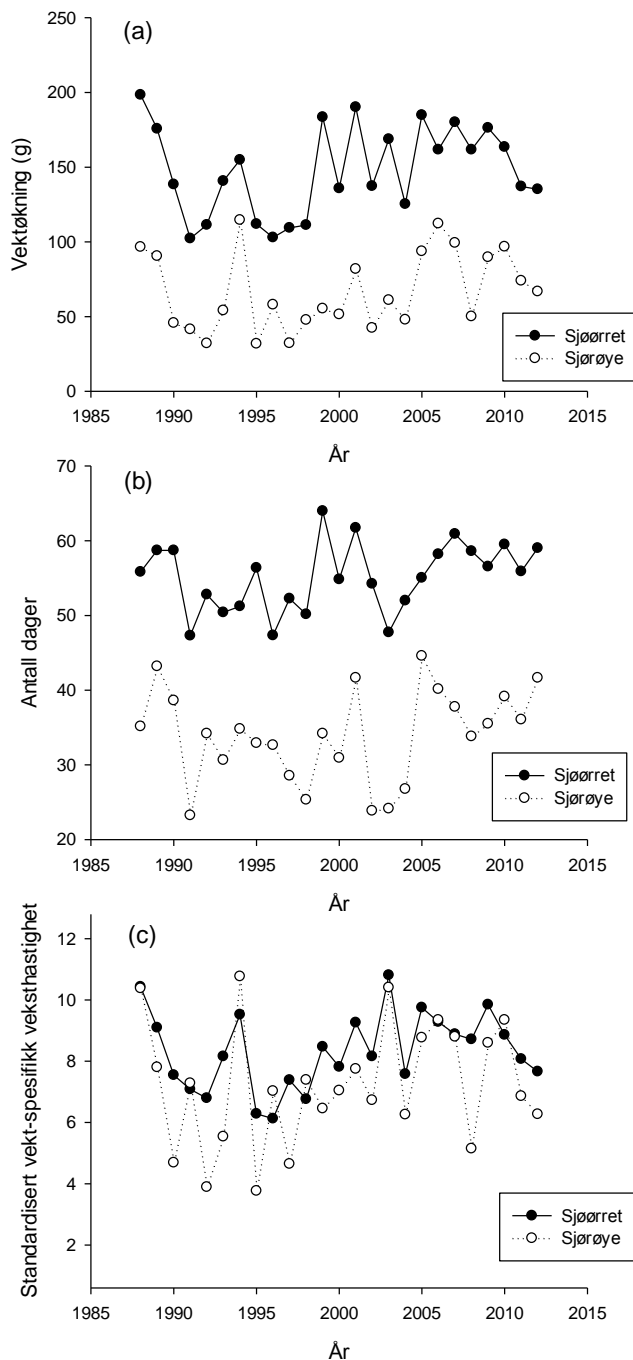 (a)
250
200
150
100
50
0
Vektøkning (g)
Sjøørret
Sjørøye
1985 1990 1995 2000 2005 2010 2015
År
(b)
70
60
50
40
30
20
Antall dager
Sjøørret
Sjørøye
1985 1990 1995 2000 2005 2010 2015
År
(c)
12
10
8
6
4
2
Standardisert vekt-spesifikk veksthastighet
Sjøørret
Sjørøye
1985 1990 1995 2000 2005 2010 2015
År